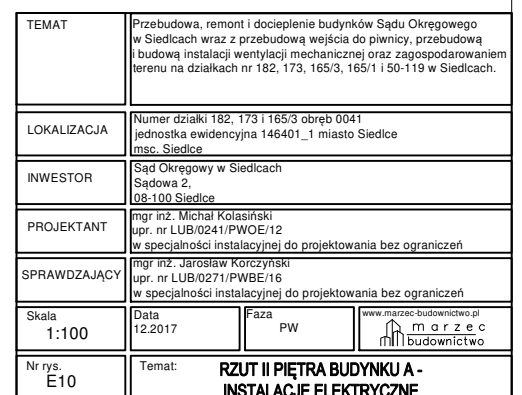 TEMAT
Przebudowa, remont i docieplenie budynków Sądu Okręgowego
w Siedlcach wraz z przebudową wejścia do piwnicy, przebudową
i budową instalacji wentylacji mechanicznej oraz zagospodarowaniem
terenu na działkach nr 182, 173, 165/3, 165/1 i 50-119 w Siedlcach.
LOKALIZACJA
Numer działki 182, 173 i 165/3 obręb 0041
jednostka ewidencyjna 146401_1 miasto Siedlce
msc. Siedlce
INWESTOR
Sąd Okręgowy w Siedlcach
Sądowa 2,
08-100 Siedlce
PROJEKTANT
mgr inż. Michał Kolasiński
upr. nr LUB/0241/PWOE/12
w specjalności instalacyjnej do projektowania bez ograniczeń
SPRAWDZAJĄCY
mgr inż. Jarosław Korczyński
upr. nr LUB/0271/PWBE/16
w specjalności instalacyjnej do projektowania bez ograniczeń
Skala
1:100
Data
12.2017
Faza
PW
www.marzec-budownictwo.pl
marzec
budownictwo
Nr rys.
E10
Temat:
RZUT II PIĘTRA BUDYNKU A -
INSTALACJE ELEKTRYCZNE